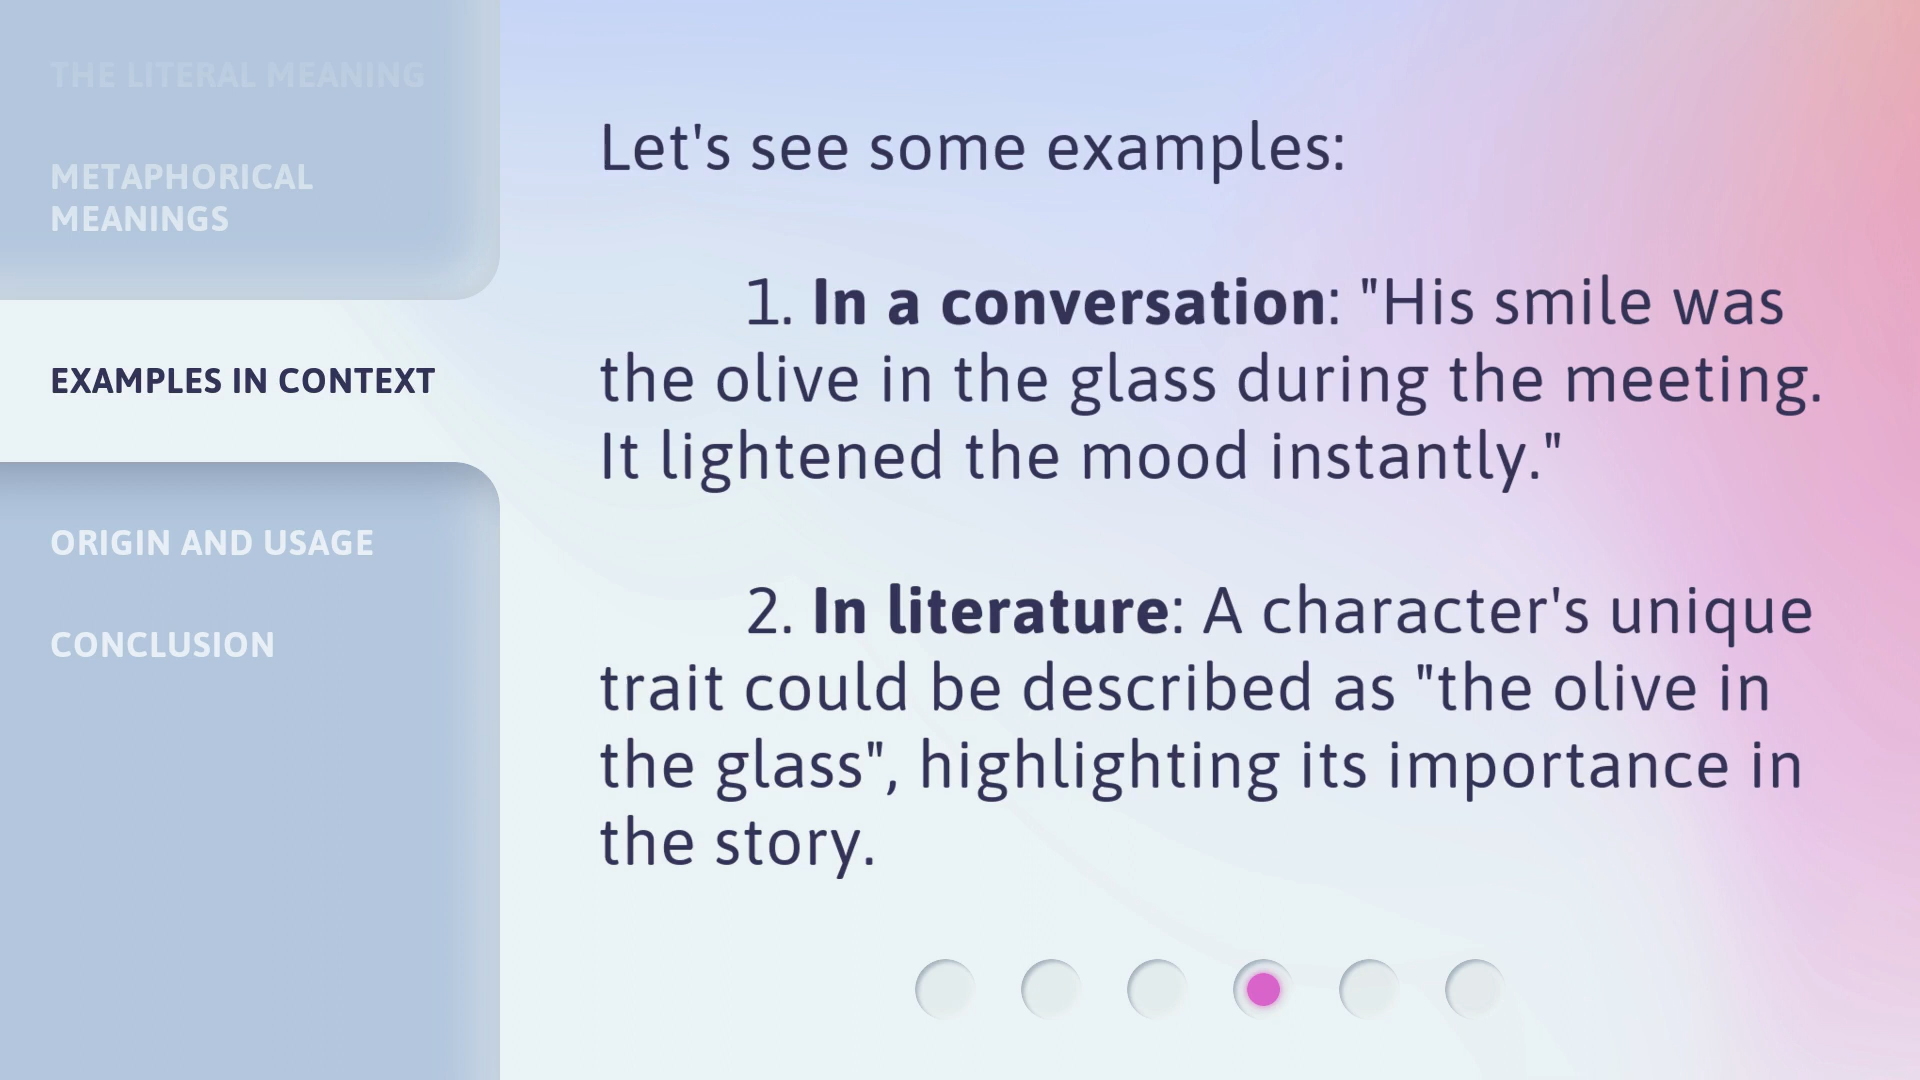 THE LITERAL MEANING
METAPHORICAL
MEANINGS
EXAMPLES IN CONTEXT
ORIGIN AND USAGE
CONCLUSION
Let's see some examples:
1. In a conversation: "His smile was
the olive in the glass during the meeting.
It lightened the mood instantly."
2. In literature: A character's unique
trait could be described as "the olive in
the glass", highlighting its importance in
the story.